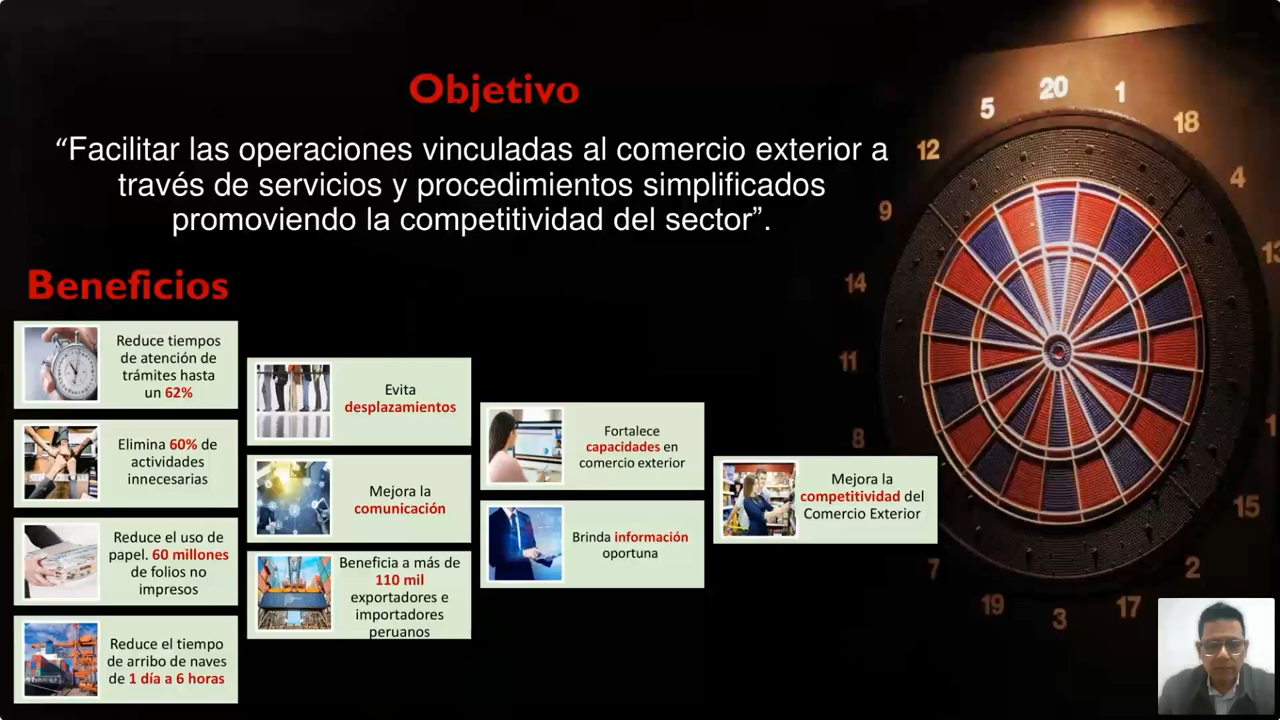 Objetivo
“Facilitar las operaciones vinculadas al comercio exterior a
través de servicios y procedimientos simplificados
promoviendo la competitividad del sector”.
Beneficios
Reduce tiempos
de atención de
trámites hasta
un 62%
Elimina 60% de
actividades
innecesarias
Reduce el uso de
papel. 60 millones
de folios no
impresos
Reduce el tiempo
de arribo de naves
de 1 día a 6 horas
Evita
desplazamientos
Mejora la
comunicación
Beneficia a más de
110 mil
exportadores e
importadores
peruanos
Fortalece
capacidades en
comercio exterior
Brinda información
oportuna
Mejora la
competitividad del
Comercio Exterior
5
20
1
18
12
4
9
13
14
11
8
15
7
2
19
3
17